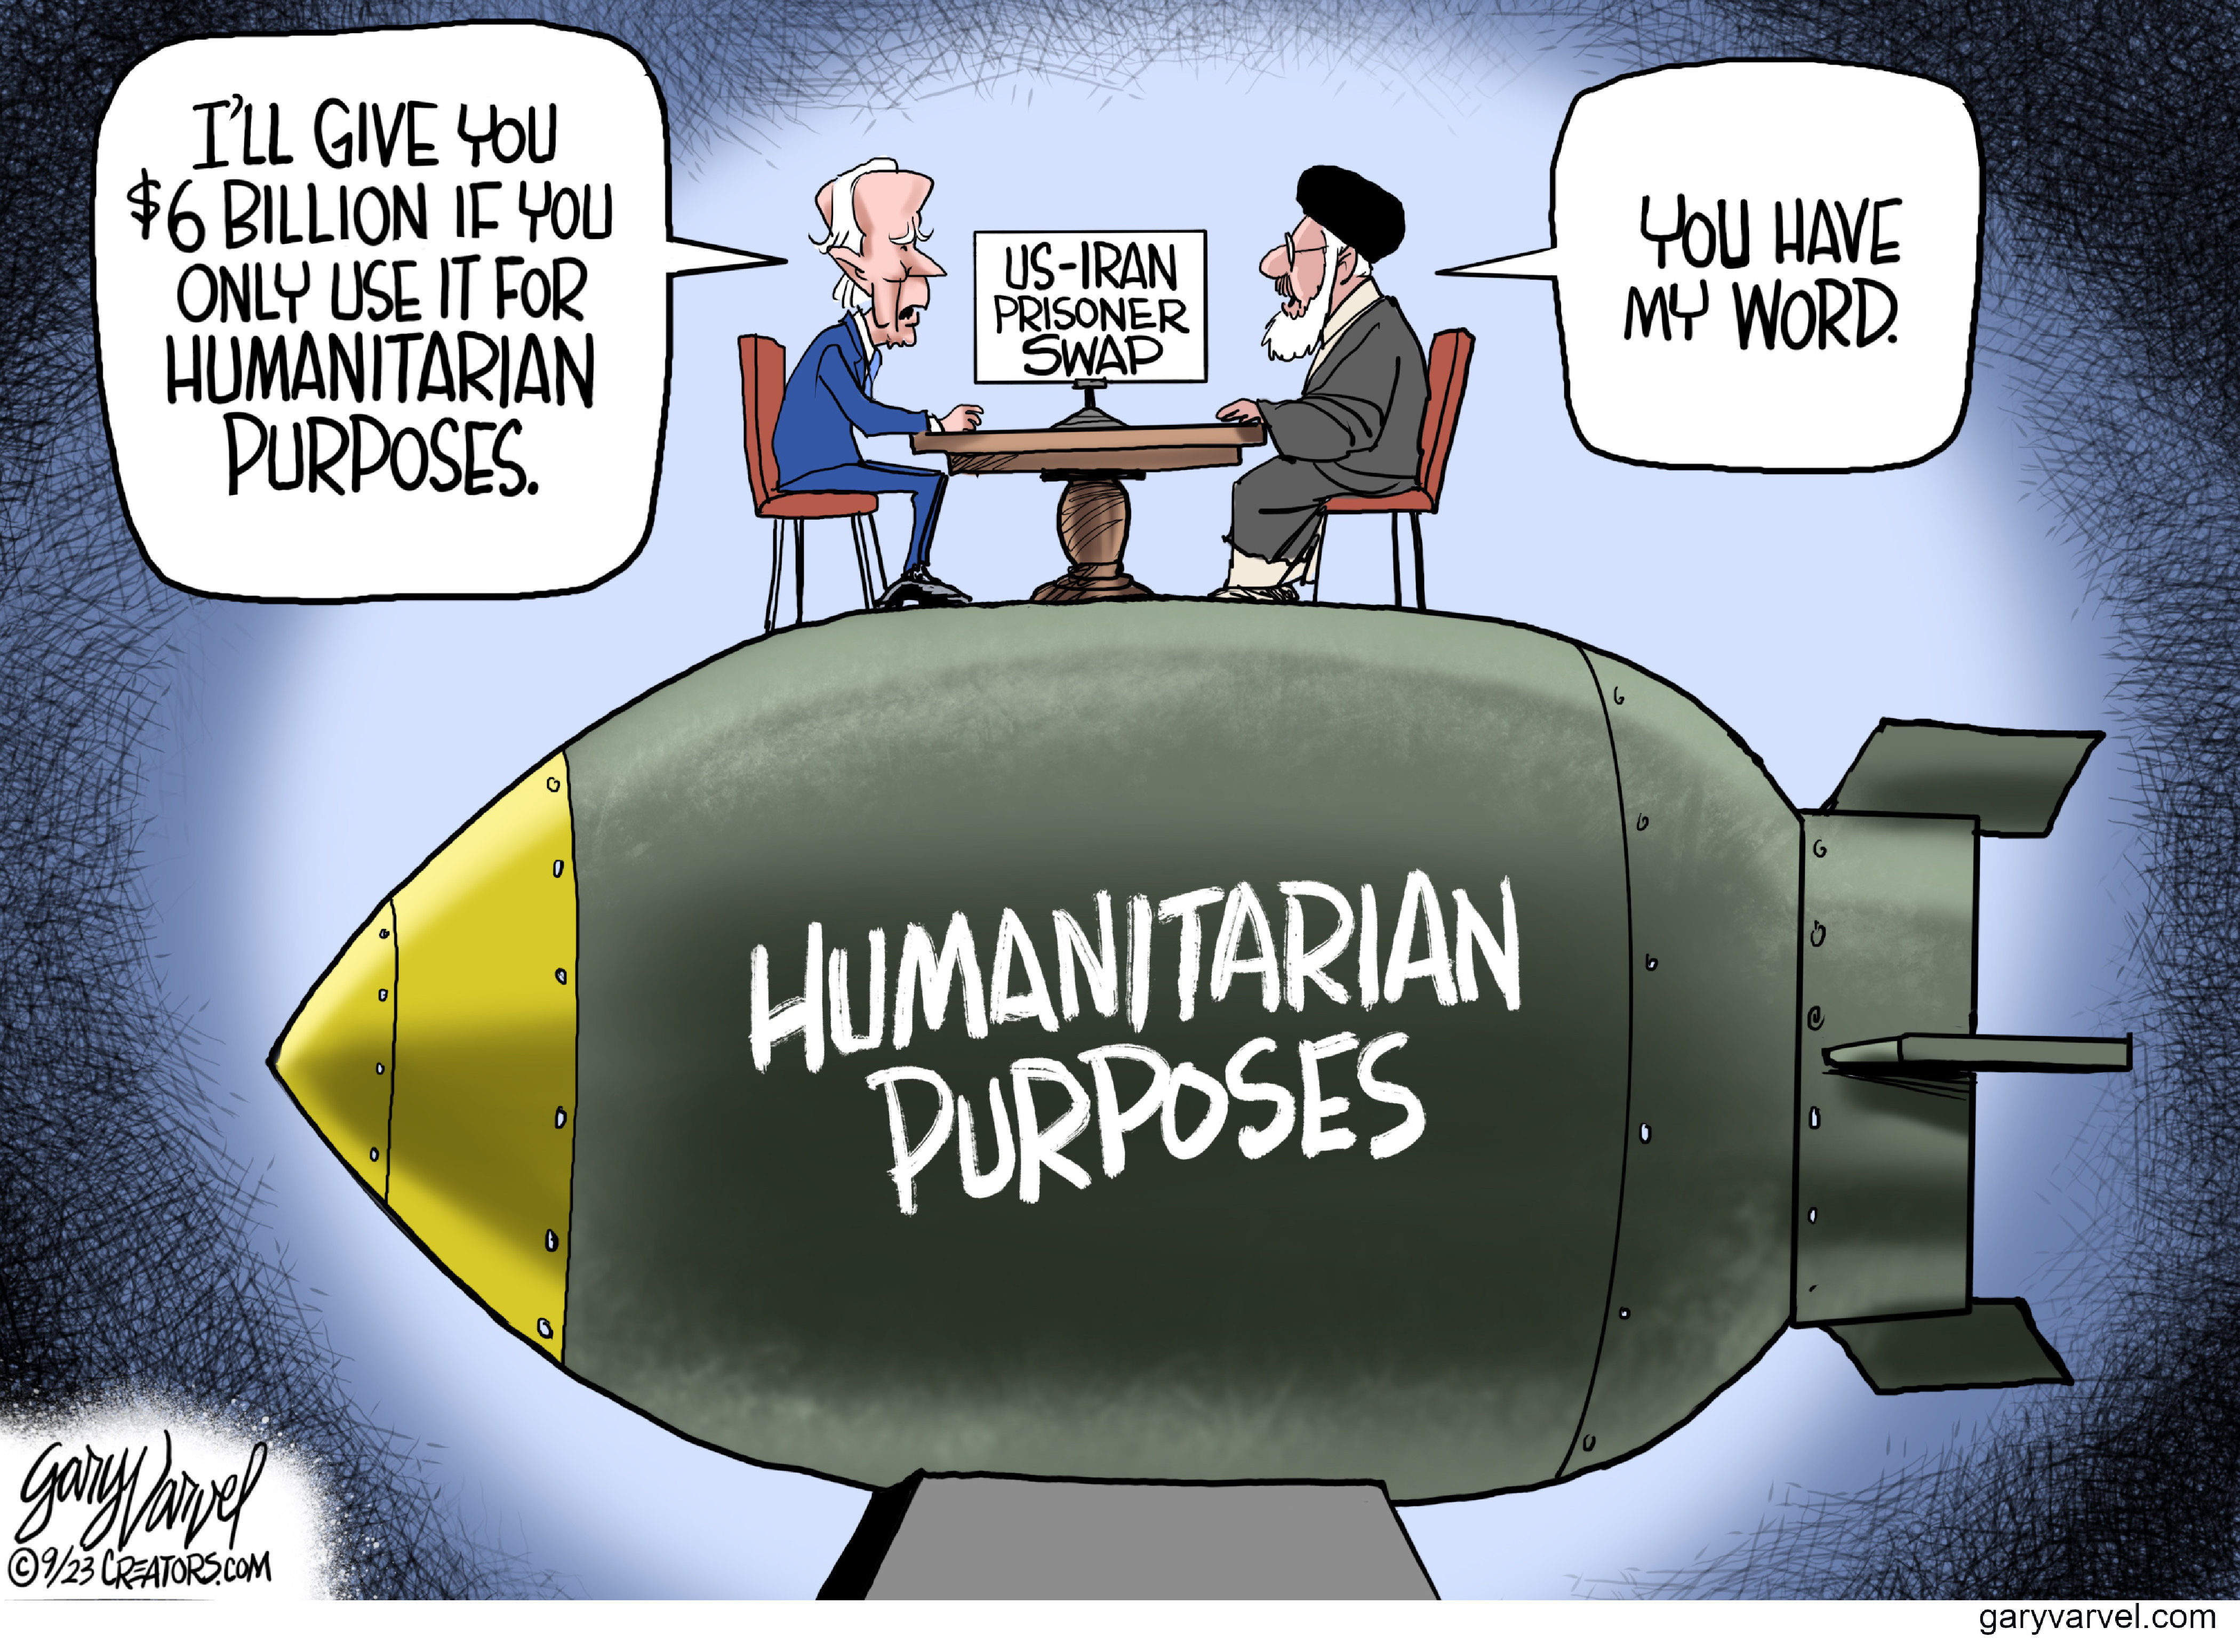 I'LL GIVE YOU
$6 BILLION IF YOU
ONLY USE IT FOR
HUMANITARIAN
PURPOSES.
US-IRAN
PRISONER
SWAP
YOU HAVE
MY WORD.
HUMANITARIAN
PURPOSES
Gary Varvel
©9/23 CREATORS.COM
garyvarvel.com